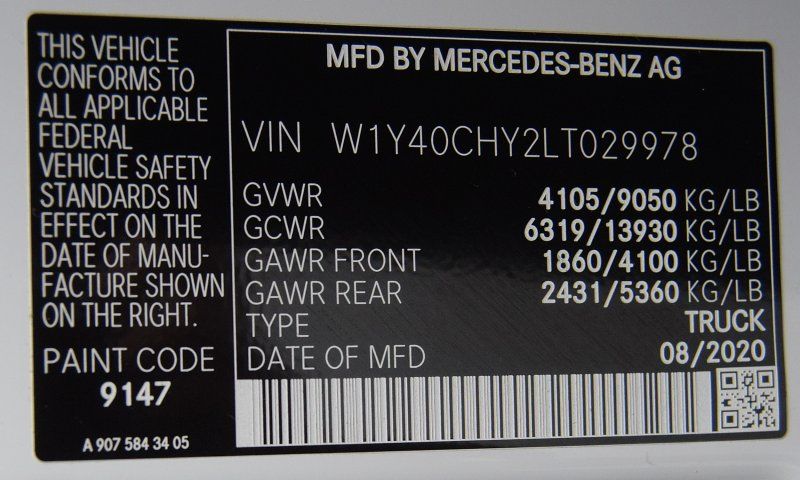 THIS VEHICLE
CONFORMS TO
ALL APPLICABLE
FEDERAL
VEHICLE SAFETY
STANDARDS IN
EFFECT ON THE
DATE OF MANU-
FACTURE SHOWN
ON THE RIGHT.
PAINT CODE
9147
A 907 584 34 05
MFD BY MERCEDES-BENZ AG
VIN W1Y40CHY2LT029978
GVWR 4105/9050 KG/LB
GCWR 6319/13930 KG/LB
GAWR FRONT 1860/4100 KG/LB
GAWR REAR 2431/5360 KG/LB
TYPE TRUCK
DATE OF MFD 08/2020